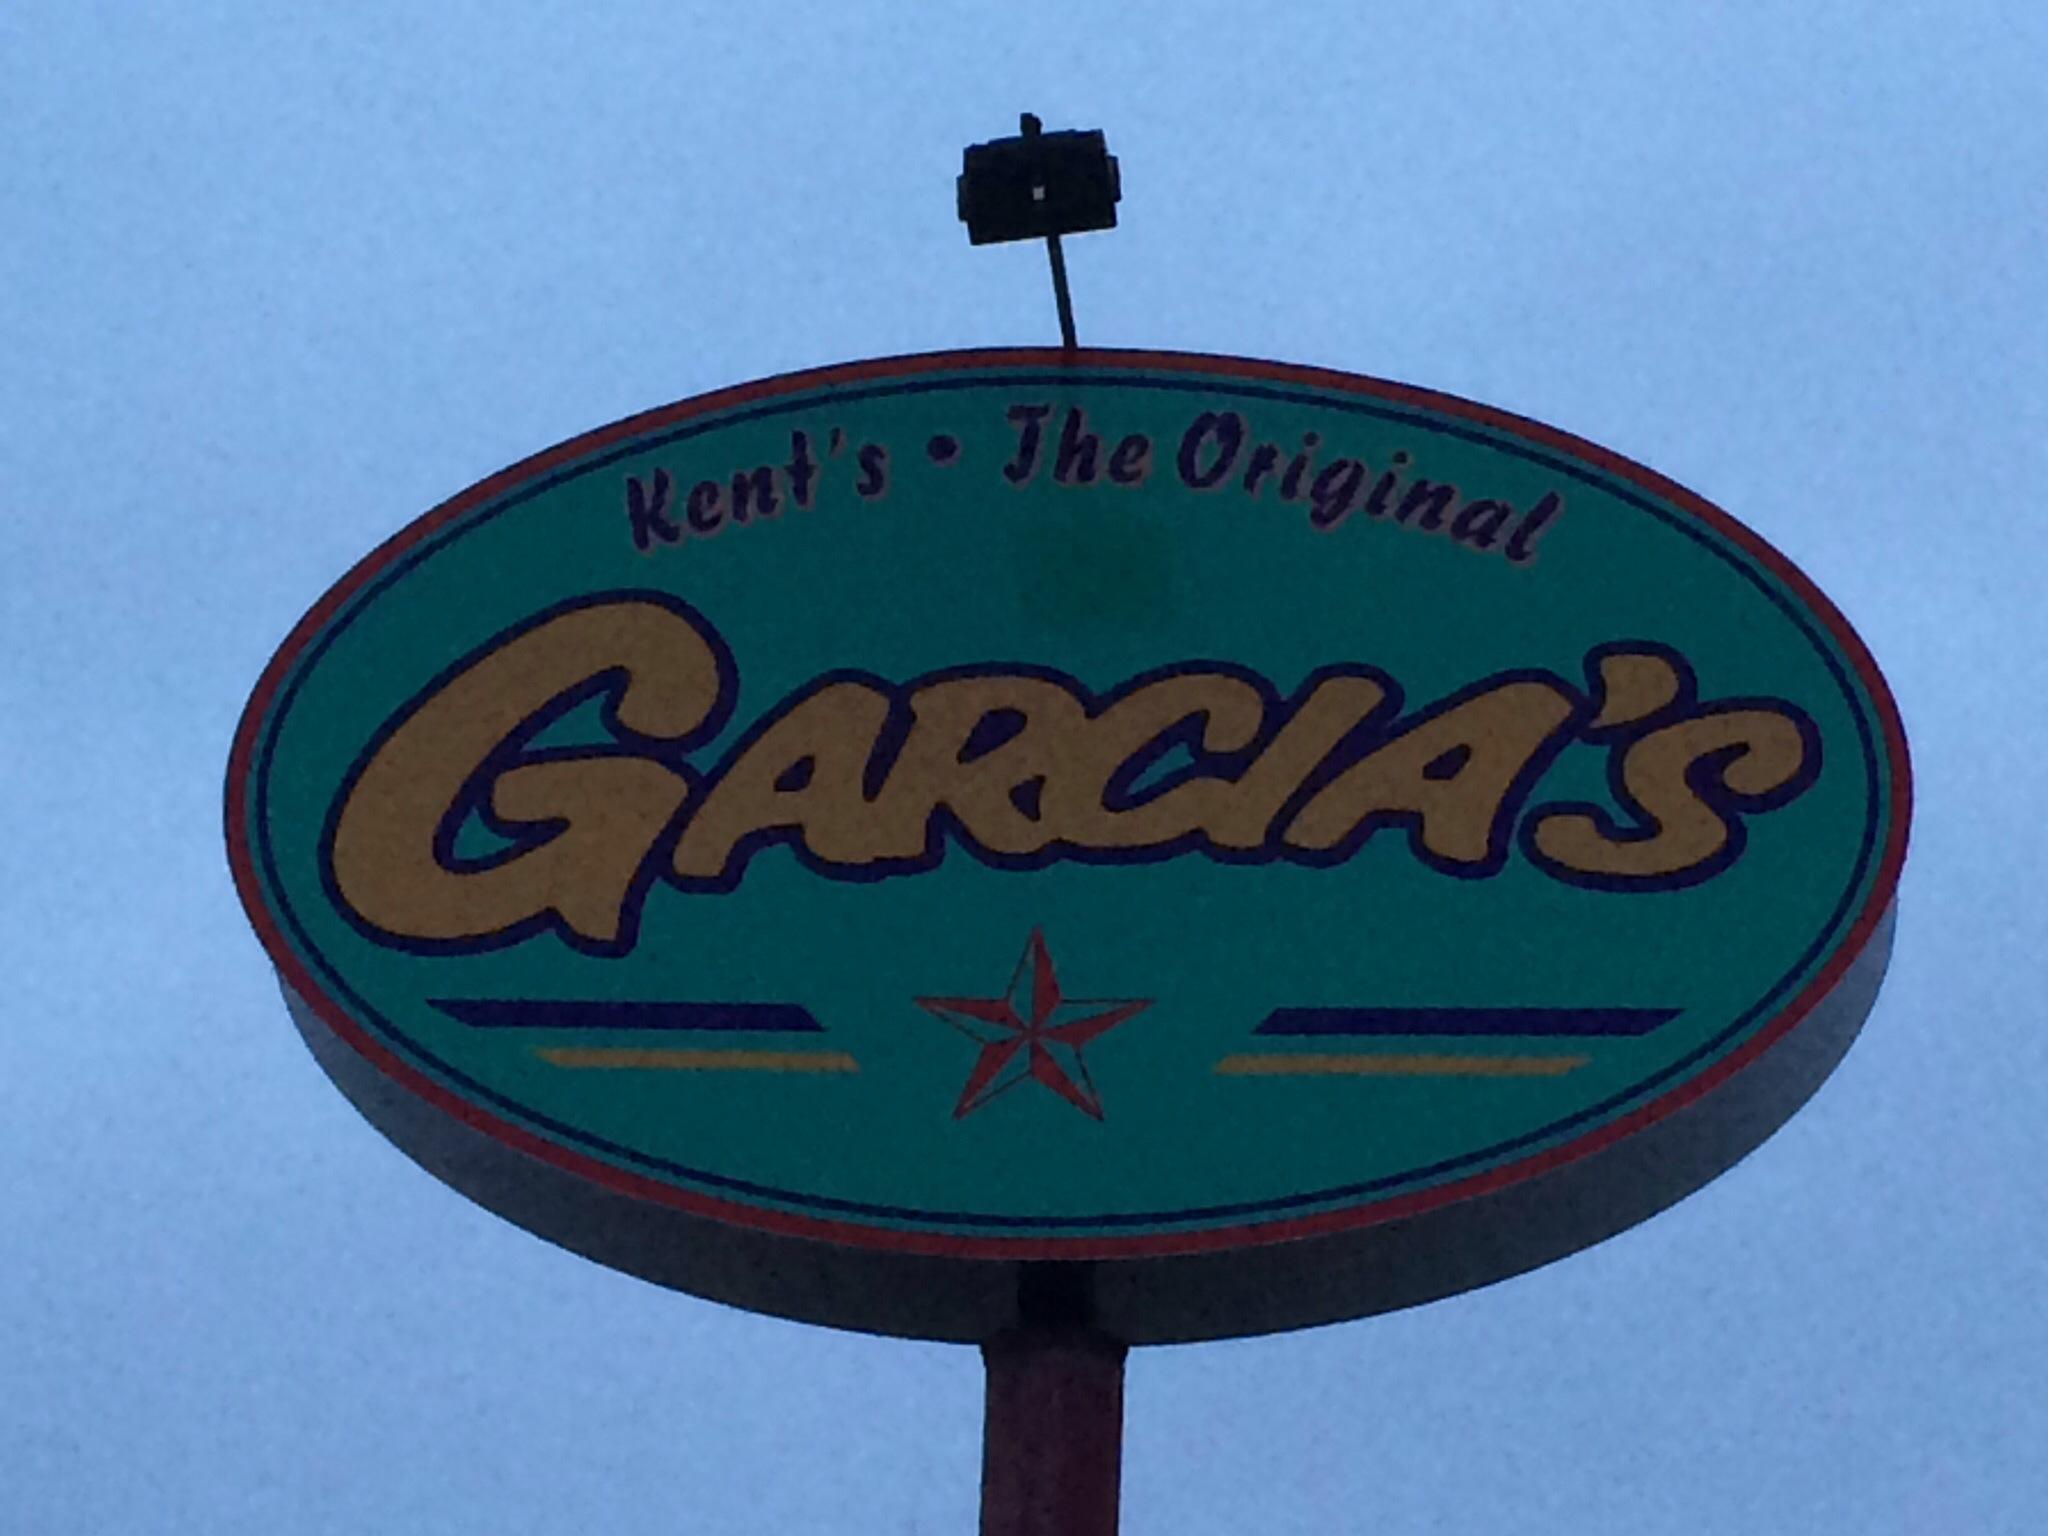 Kent's • The Original
GARCIA'S